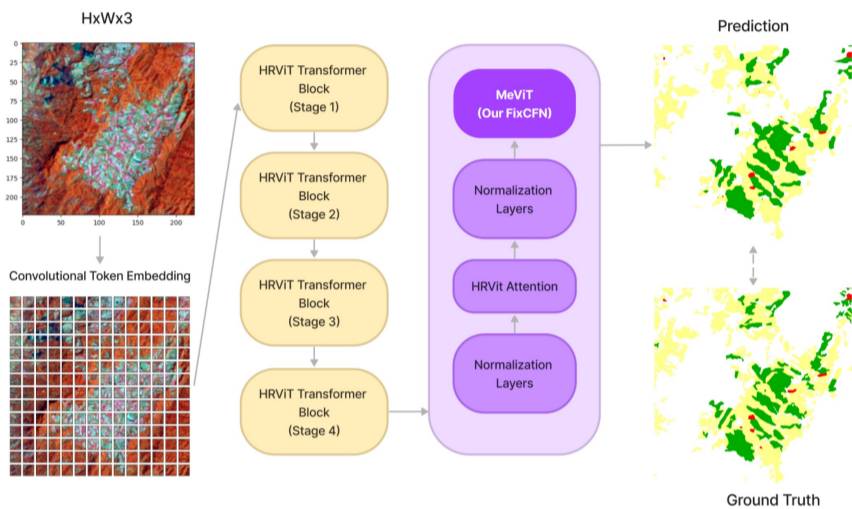 HxWx3
0
25
50
75
100
125
150
175
200
0 50 100 150 200
Convolutional Token Embedding
HRViT Transformer
Block
(Stage 1)
HRViT Transformer
Block
(Stage 2)
HRViT Transformer
Block
(Stage 3)
HRViT Transformer
Block
(Stage 4)
MeViT
(Our FixCFN)
Normalization
Layers
HRVit Attention
Normalization
Layers
Prediction
Ground Truth